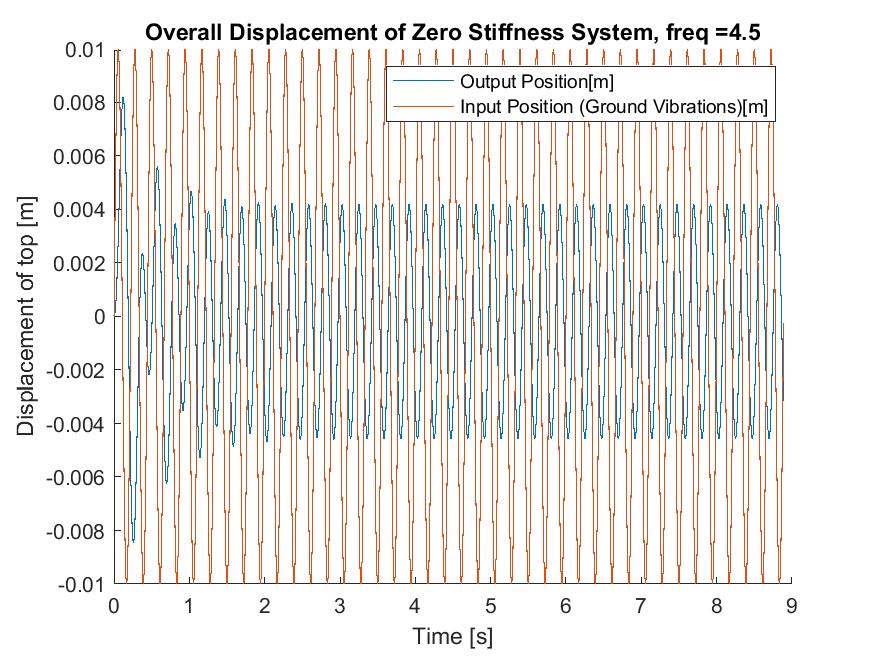 Overall Displacement of Zero Stiffness System, freq =4.5
0.01
0.008
0.006
0.004
0.002
0
-0.002
-0.004
-0.006
-0.008
-0.01
Displacement of top [m]
Output Position[m]
Input Position (Ground Vibrations)[m]
0 1 2 3 4 5 6 7 8 9
Time [s]